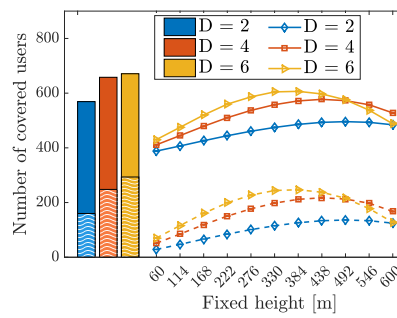 D = 2 D = 2
D = 4 D = 4
D = 6 D = 6
Number of covered users
800
600
400
200
0
60 114 168 222 276 330 384 438 492 546 600
Fixed height [m]